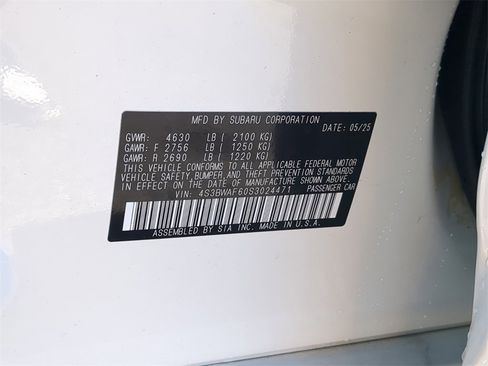 MFD BY SUBARU CORPORATION
DATE: 05/25
GVWR: 4630 LB ( 2100 KG)
GAWR: F 2756 LB ( 1250 KG)
GAWR: R 2690 LB ( 1220 KG)
THIS VEHICLE CONFORMS TO ALL APPLICABLE FEDERAL MOTOR
VEHICLE SAFETY, BUMPER, AND THEFT PREVENTION STANDARDS
IN EFFECT ON THE DATE OF MANUFACTURE SHOWN ABOVE.
VIN: 4S3BWAF60S3024471 PASSENGER CAR
ASSEMBLED BY SIA INC. IN U.S.A.